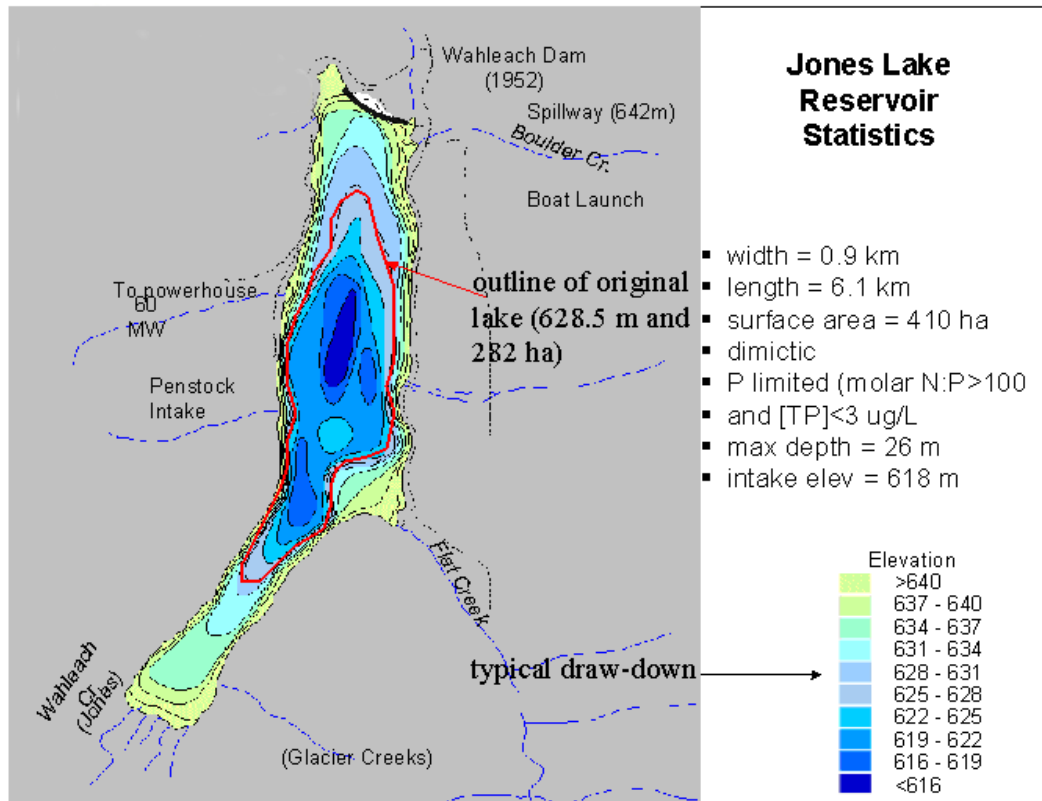 Jones Lake
Reservoir
Statistics
Wahleach Dam
(1952)
Spillway (642m)
Boulder Cr.
Boat Launch
outline of original
lake (628.5 m and
282 ha)
To powerhouse
60
MW
Penstock
Intake
Flat Creek
typical draw-down
Wahleach
Cr.
(Jones)
(Glacier Creeks)
▪ width = 0.9 km
▪ length = 6.1 km
▪ surface area = 410 ha
▪ dimictic
▪ P limited (molar N:P>100
▪ and [TP]<3 ug/L
▪ max depth = 26 m
▪ intake elev = 618 m
Elevation
>640
637 - 640
634 - 637
631 - 634
628 - 631
625 - 628
622 - 625
619 - 622
616 - 619
<616